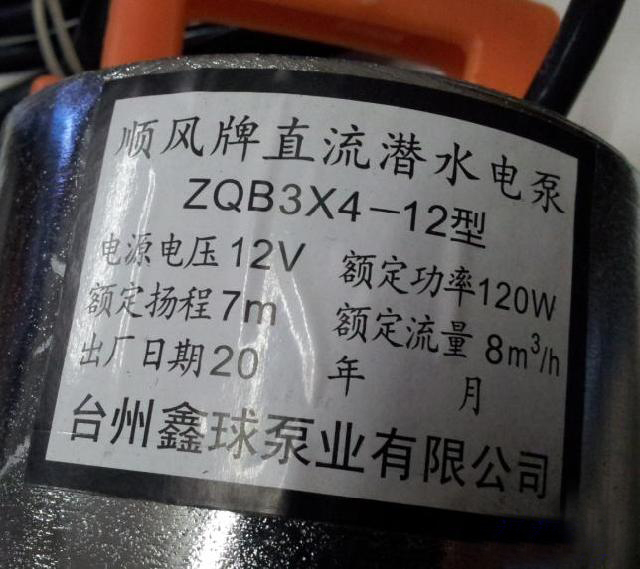 顺风牌直流潜水电泵
ZQB3X4-12型
电源电压12V 额定功率120W
额定扬程7m 额定流量 8m³/h
出厂日期20 年 月
台州鑫球泵业有限公司